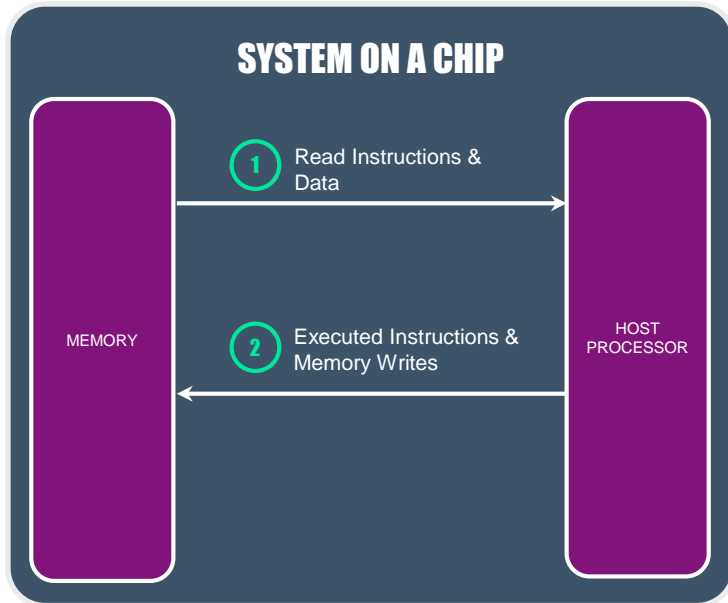 SYSTEM ON A CHIP
1
Read Instructions &
Data
MEMORY
2
Executed Instructions &
Memory Writes
HOST
PROCESSOR